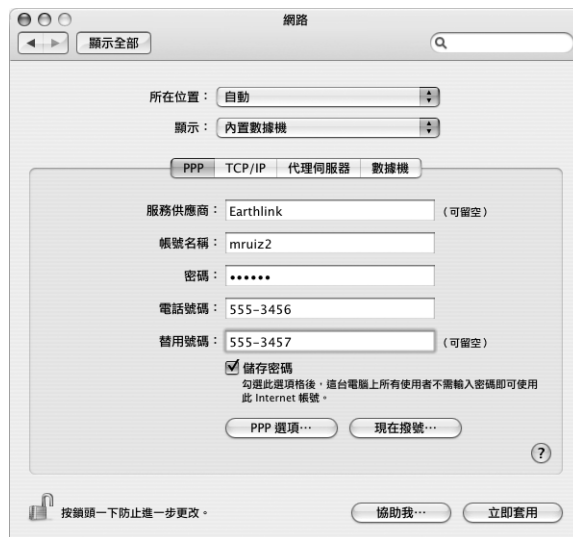 網路
顯示全部
所在位置： 自動
顯示： 內置數據機
PPP TCP/IP 代理伺服器 數據機
服務供應商： Earthlink （可留空）
帳號名稱： mruiz2
密碼： ••••••
電話號碼： 555-3456
替用號碼： 555-3457 （可留空）
儲存密碼
勾選此選項格後，這台電腦上所有使用者不需輸入密碼即可使用
此 Internet 帳號。
PPP 選項… 現在撥號…
?
按鎖頭一下防止進一步更改。 協助我… 立即套用